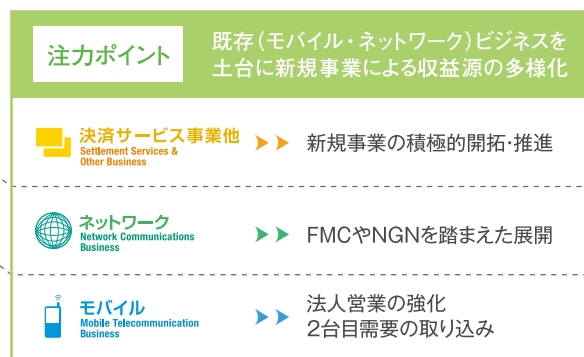 注力ポイント
既存(モバイル・ネットワーク)ビジネスを
土台に新規事業による収益源の多様化
決済サービス事業他
Settlement Services &
Other Business
新規事業の積極的開拓・推進
ネットワーク
Network Communications
Business
FMCやNGNを踏まえた展開
モバイル
Mobile Telecommunication
Business
法人営業の強化
2台目需要の取り込み